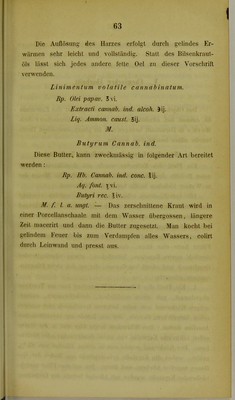 63
Die Auflösung des Harzes erfolgt durch gelindes Er-
wärmen sehr leicht und vollständig. Statt des Bilsenkraut-
öls lässt sich jedes andere fette Oel zu dieser Vorschrift
verwenden.
Linimentum volatile cannabinatum.
Rp. Olei papav. ʒvi.
Extracti cannab. ind. alcoh. ℈ij.
Liq. Ammon. caust. ʒij.
M.
Butyrum Cannab. ind.
Diese Butter, kann zweckmässig in folgender Art bereitet
werden:
Rp. Hb. Cannab. ind. conc. ℥ij.
Aq. font. ℥vi.
Butyri rec. ℥iv.
M. f. l. a. ungt. — Das zerschnittene Kraut wird in
einer Porcellanschaale mit dem Wasser übergossen, längere
Zeit macerirt und dann die Butter zugesetzt. Man kocht bei
gelindem Feuer bis zum Verdampfen alles Wassers, colirt
durch Leinwand und presst aus.